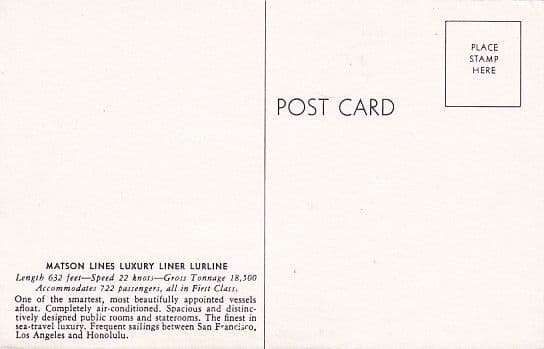 PLACE
STAMP
HERE
POST CARD
MATSON LINES LUXURY LINER LURLINE
Length 632 feet—Speed 22 knots—Gross Tonnage 18,500
Accommodates 722 passengers, all in First Class.
One of the smartest, most beautifully appointed vessels
afloat. Completely air-conditioned. Spacious and distinc-
tively designed public rooms and staterooms. The finest in
sea-travel luxury. Frequent sailings between San Francisco,
Los Angeles and Honolulu.